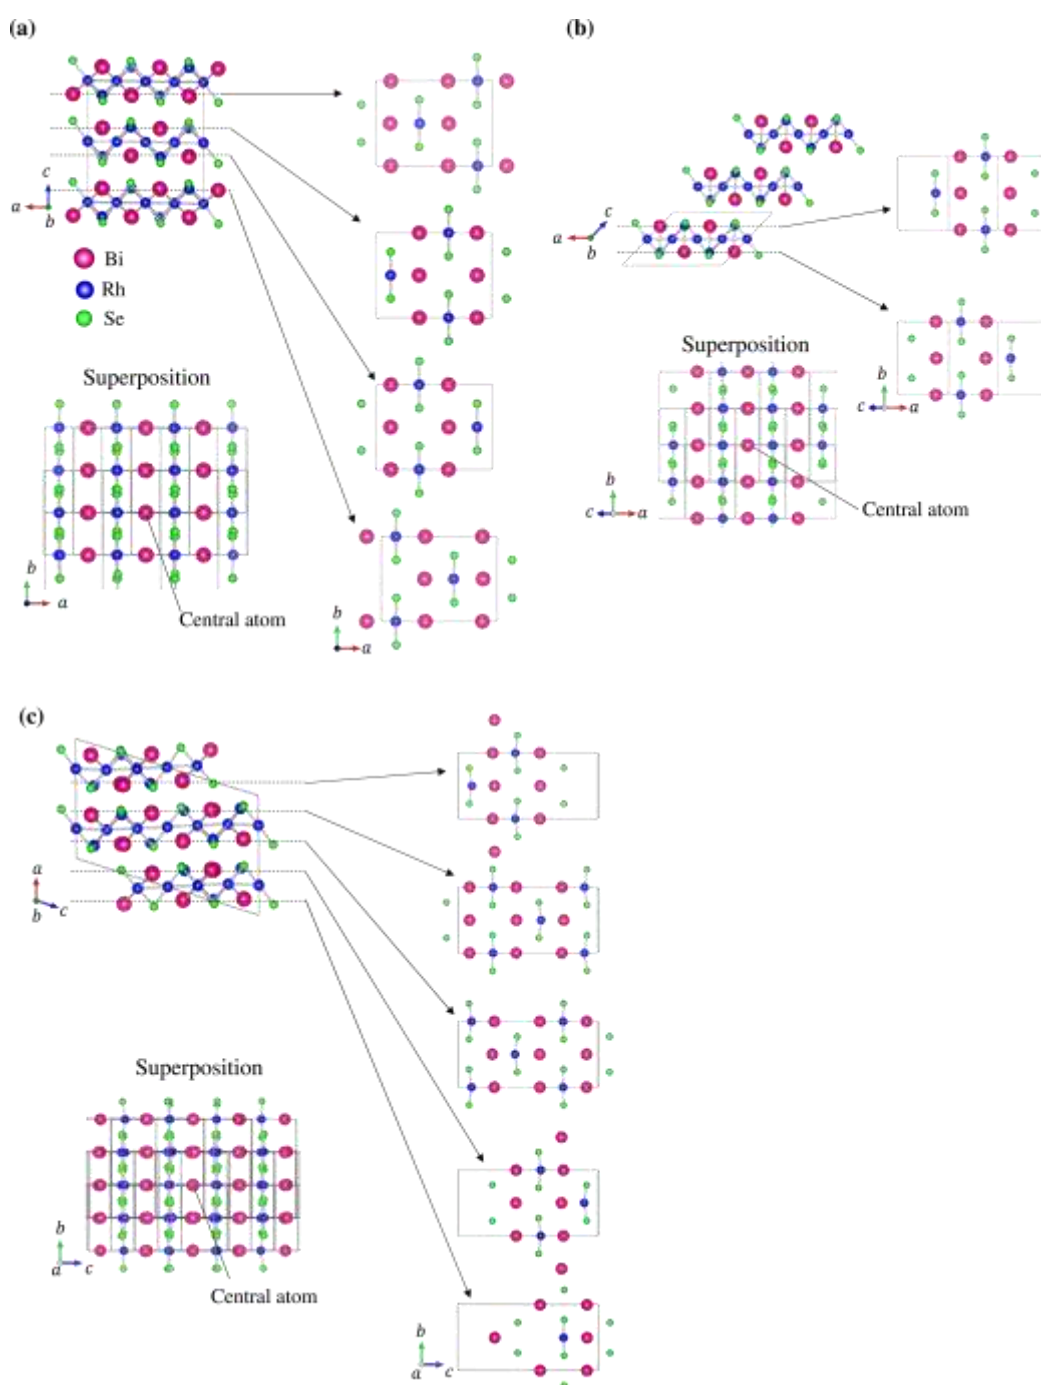 (a)
c
a
b
Bi
Rh
Se
Superposition
b
a
Central atom
b
a
(b)
c
a
b
Superposition
b
c
a
b
c
a
Central atom
(c)
a
b
c
Superposition
b
a
c
Central atom
b
a
c